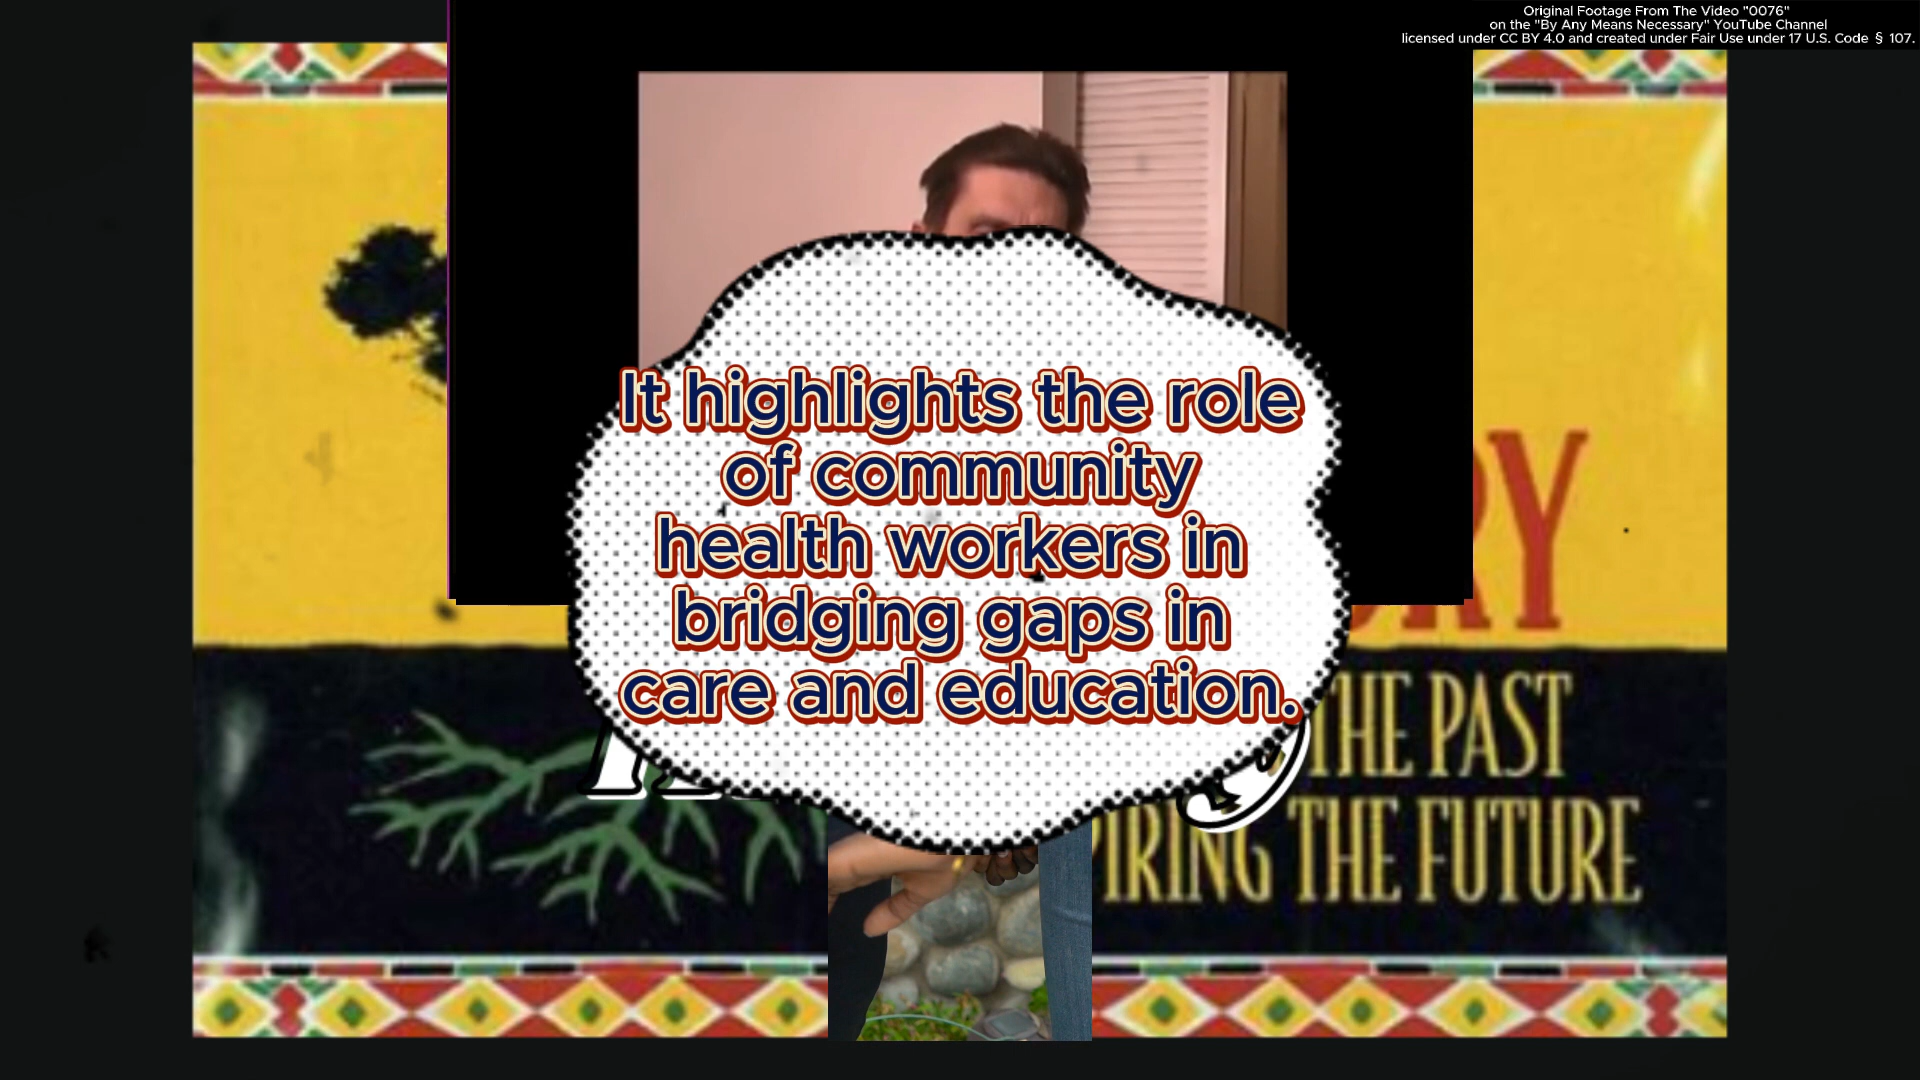 Original Footage From The Video "0076"
on the "By Any Means Necessary" YouTube Channel
licensed under CC BY 4.0 and created under Fair Use under 17 U.S. Code § 107.
It highlights the role
of community
health workers in
bridging gaps in
care and education.
THE PAST
THE FUTURE